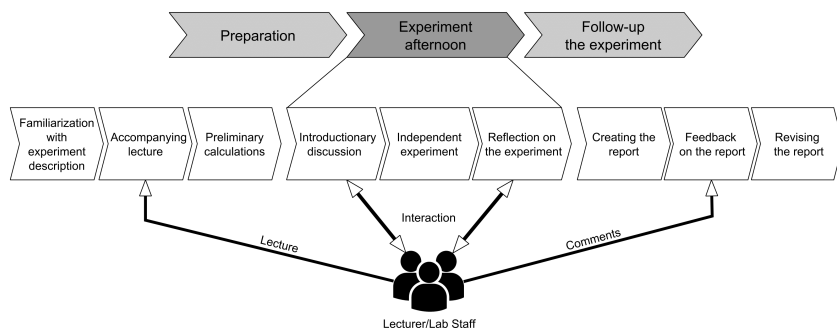 Preparation
Experiment
afternoon
Follow-up
the experiment
Familiarization
with
experiment
description
Accompanying
lecture
Preliminary
calculations
Introductionary
discussion
Independent
experiment
Reflection on
the experiment
Creating the
report
Feedback
on the report
Revising
the report
Interaction
Lecture
Comments
Lecturer/Lab Staff